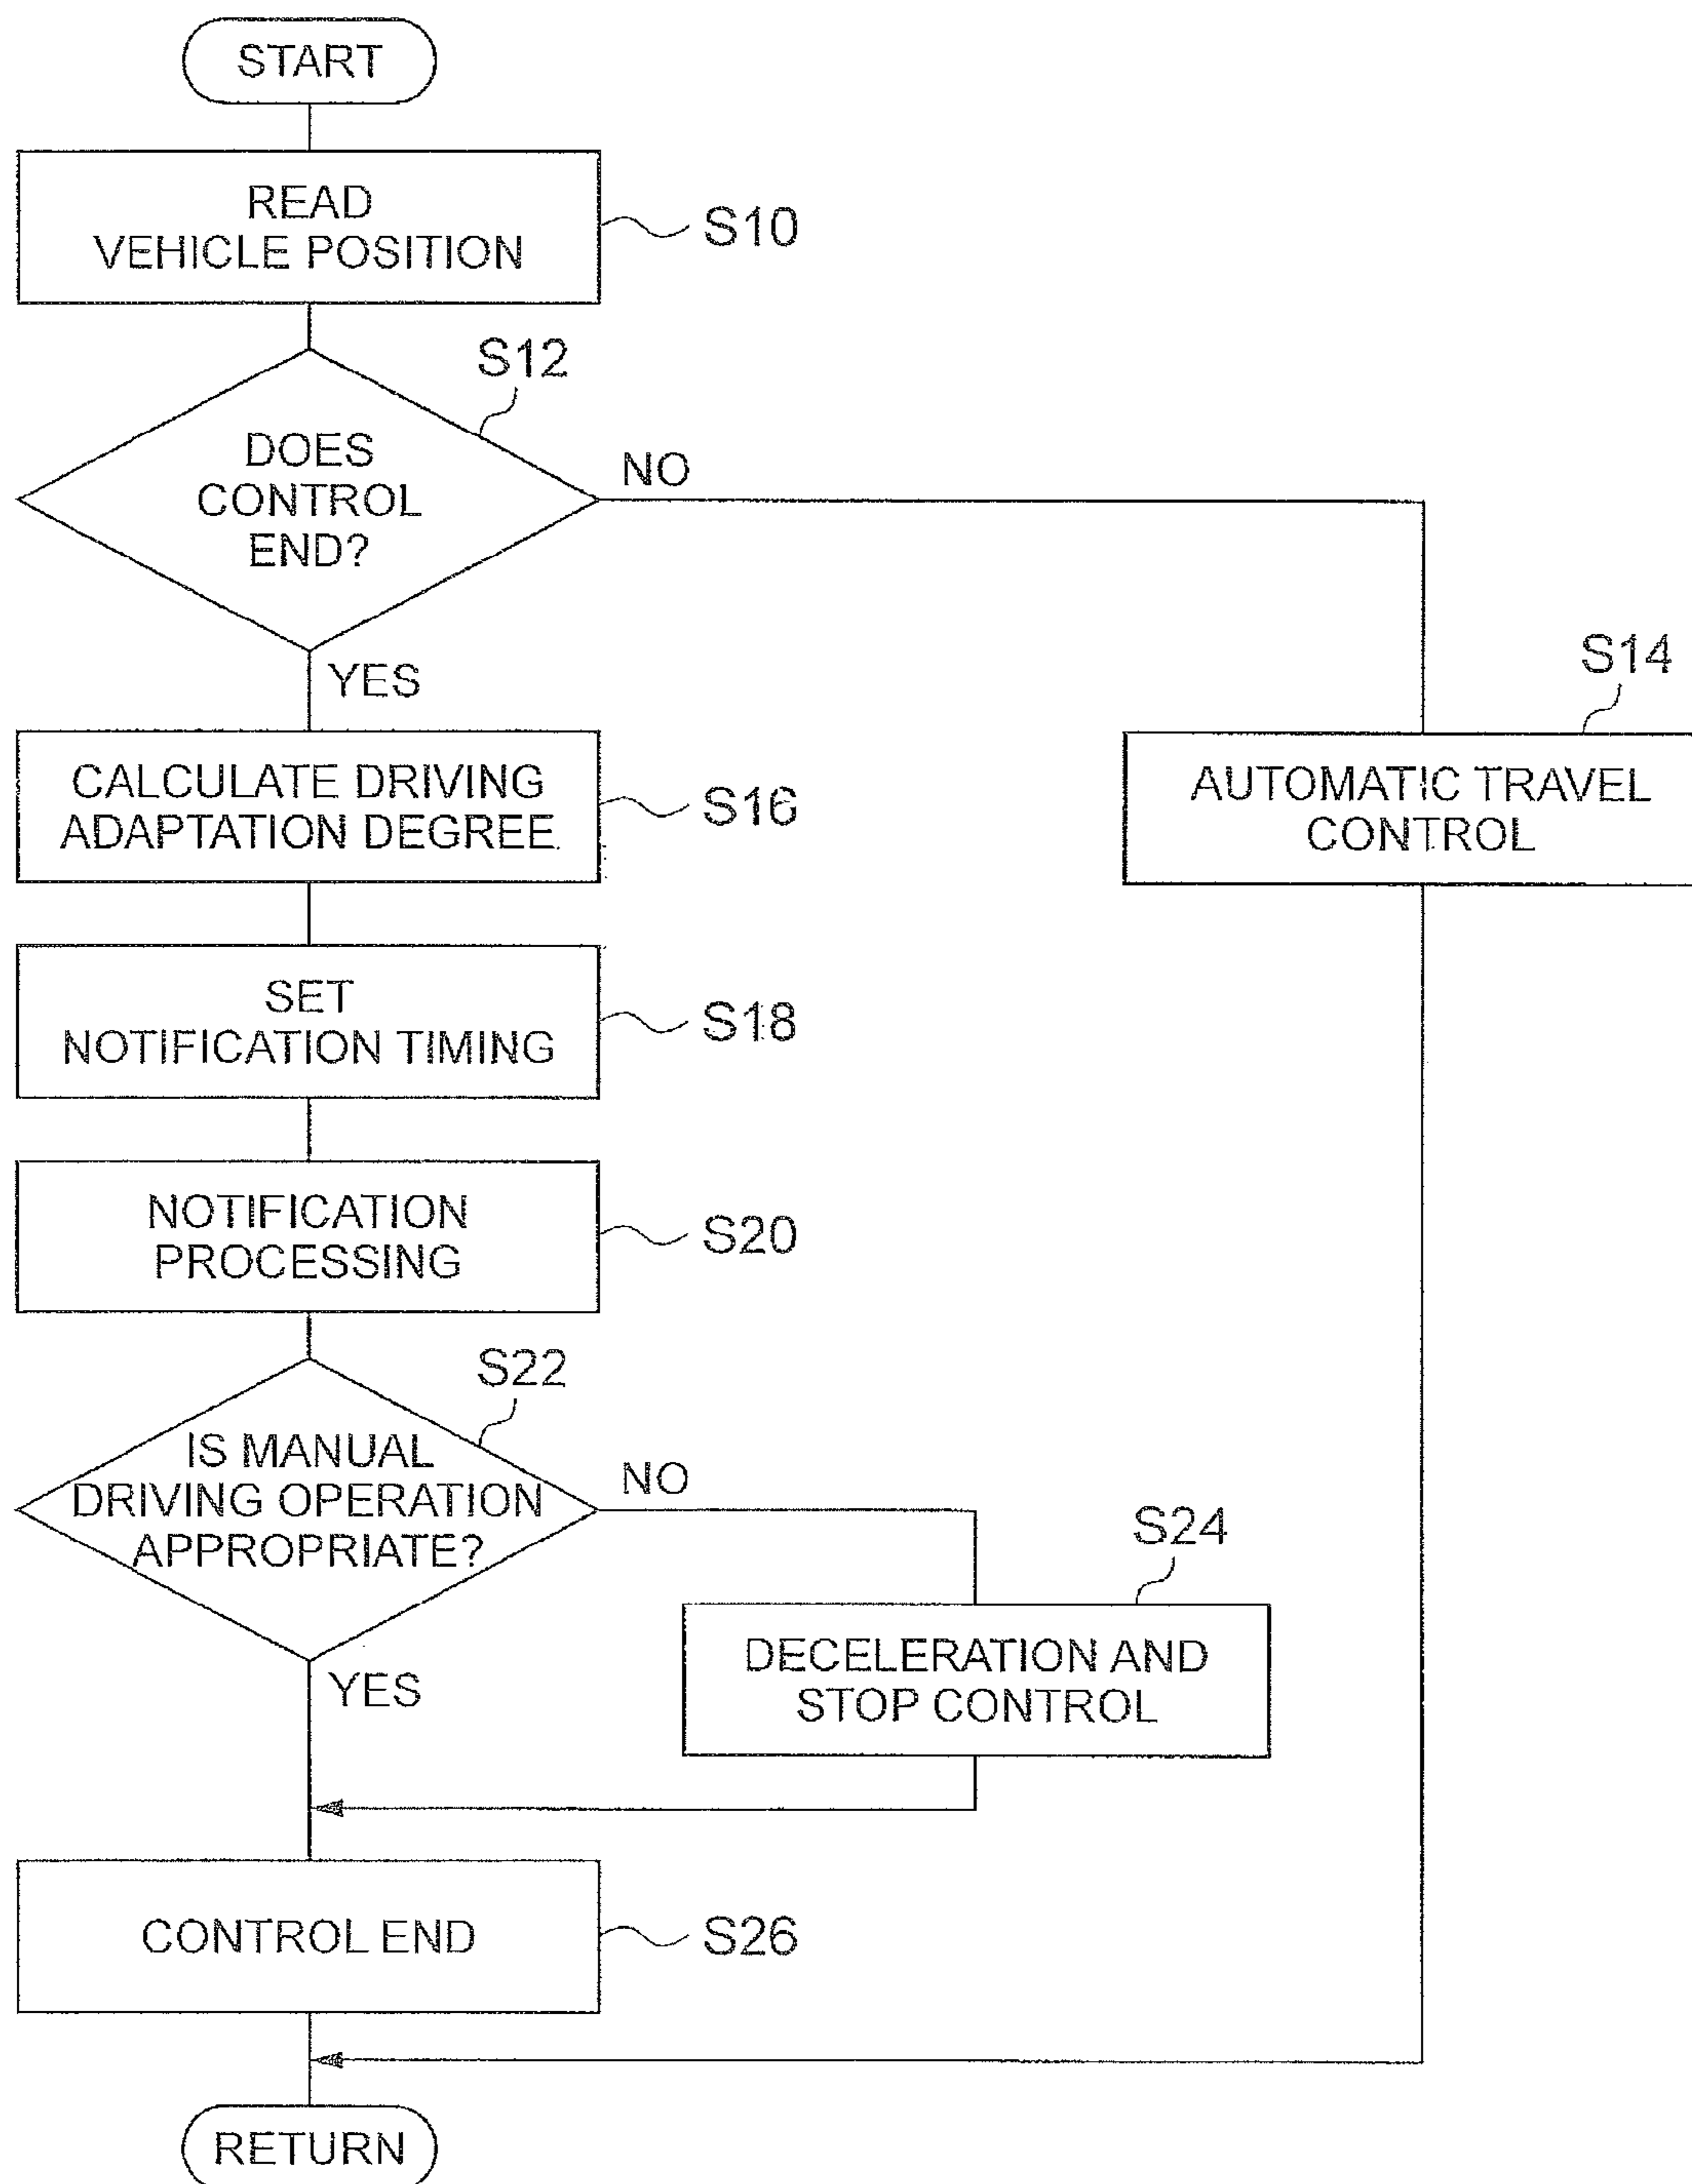 START
READ
VEHICLE POSITION
S10
S12
DOES
CONTROL
END?
NO
YES
S14
AUTOMATIC TRAVEL
CONTROL
CALCULATE DRIVING
ADAPTATION DEGREE
S16
SET
NOTIFICATION TIMING
S18
NOTIFICATION
PROCESSING
S20
S22
IS MANUAL
DRIVING OPERATION
APPROPRIATE?
NO
YES
S24
DECELERATION AND
STOP CONTROL
CONTROL END
S26
RETURN